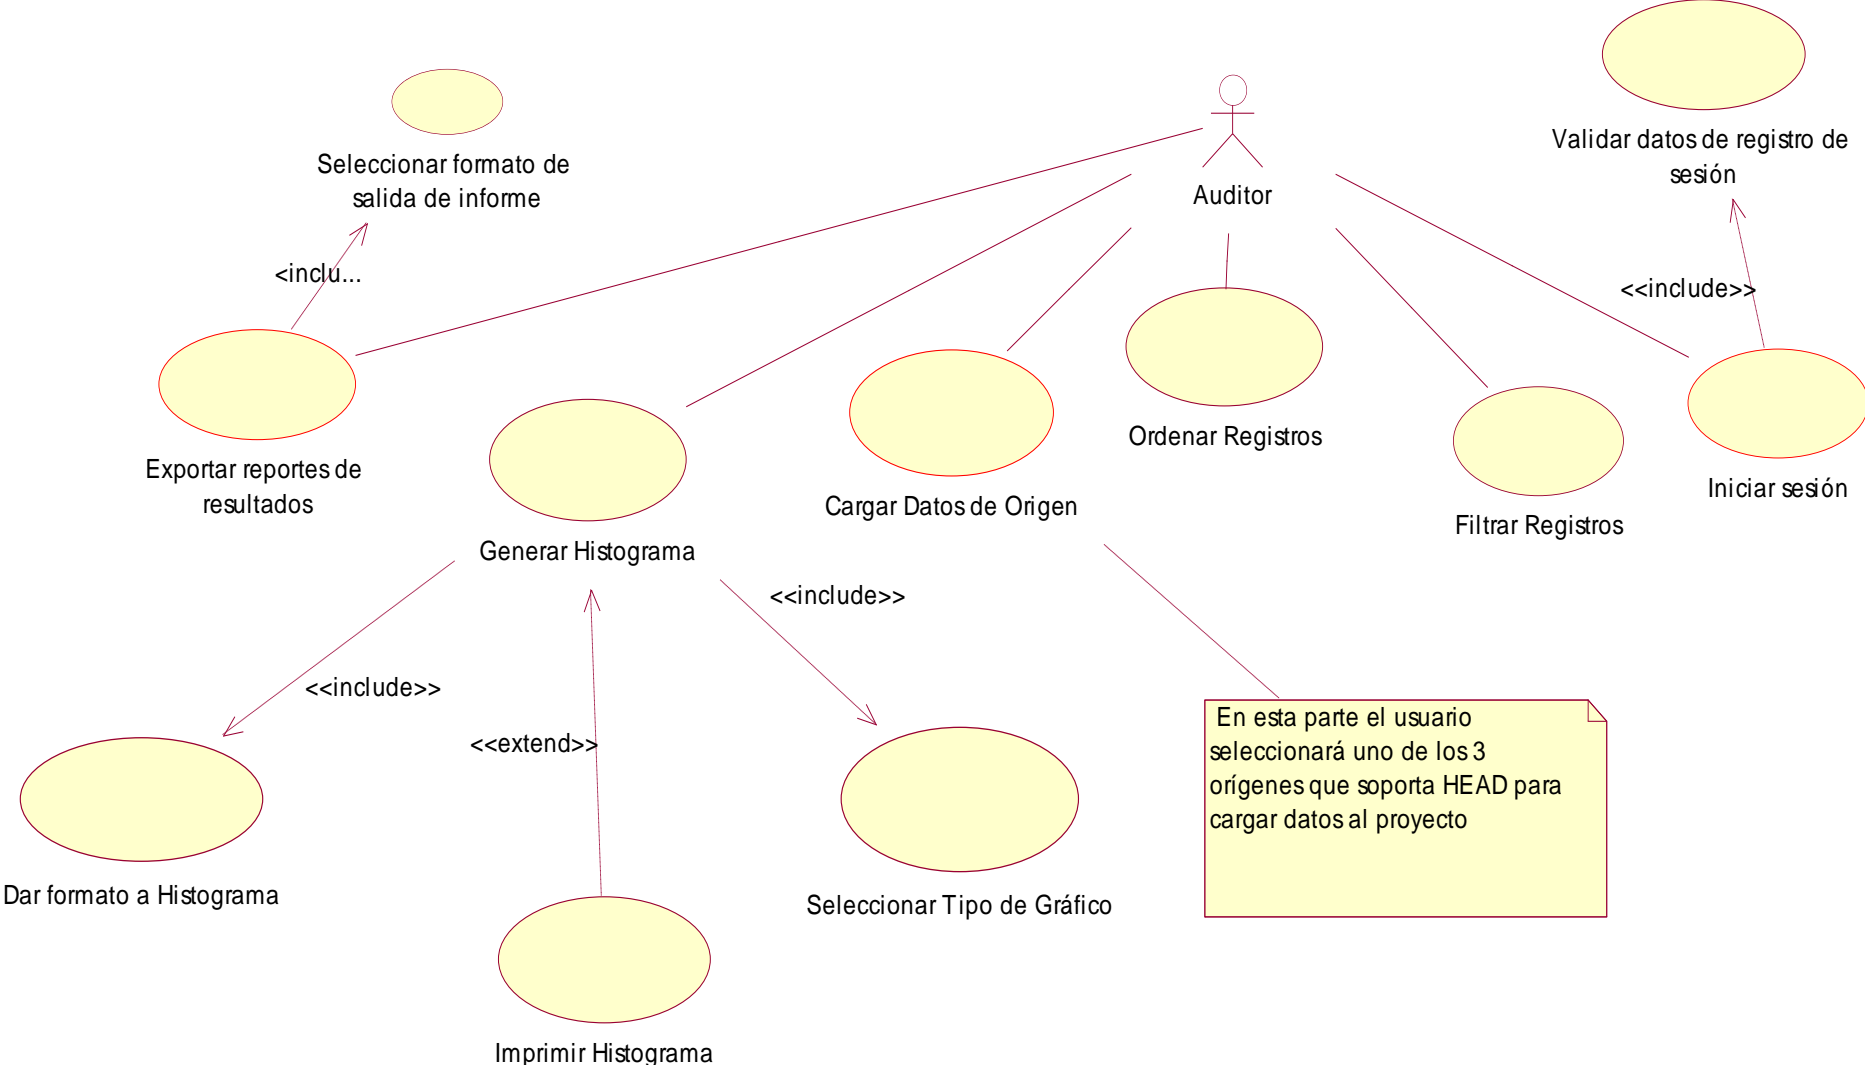 Validar datos de registro de
sesión
Seleccionar formato de
salida de informe
Auditor
<inclu...
<<include>>
Ordenar Registros
Exportar reportes de
resultados
Cargar Datos de Origen
Iniciar sesión
Filtrar Registros
Generar Histograma
<<include>>
<<include>>
<<extend>>
En esta parte el usuario
seleccionará uno de los 3
orígenes que soporta HEAD para
cargar datos al proyecto
Dar formato a Histograma
Seleccionar Tipo de Gráfico
Imprimir Histograma